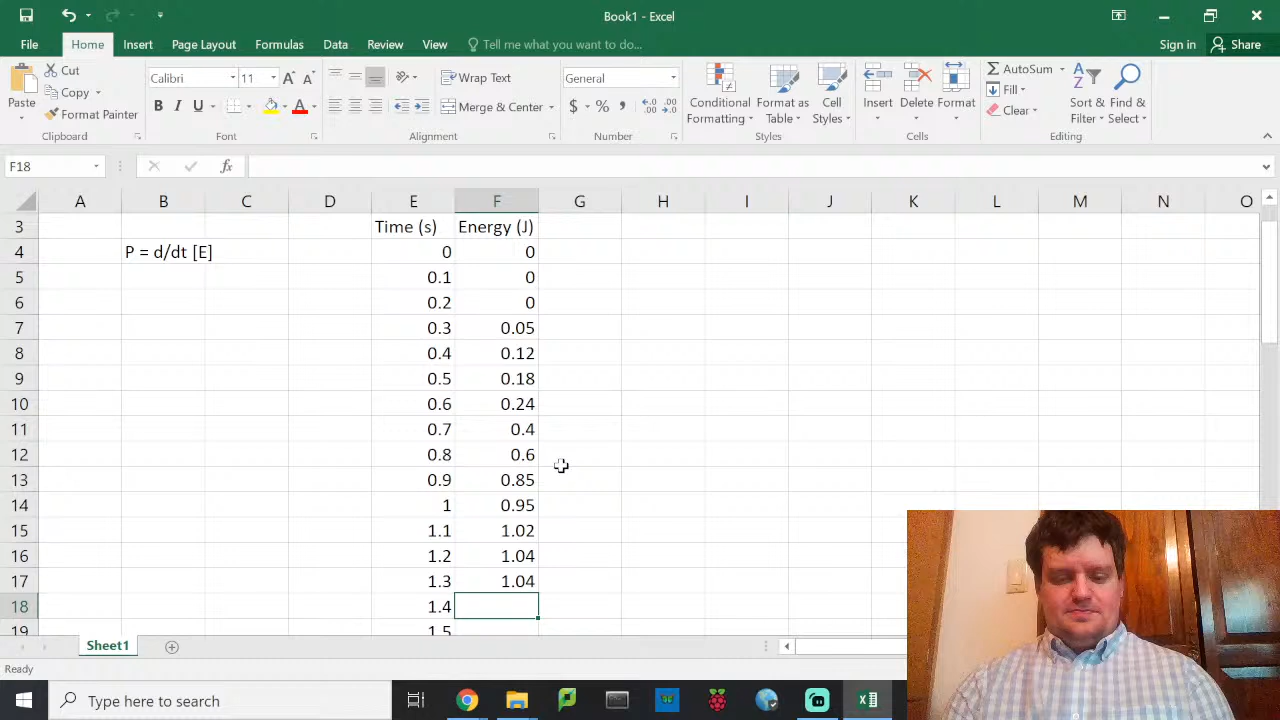 Book1 - Excel
File Home Insert Page Layout Formulas Data Review View Tell me what you want to do... Sign in Share
Paste Cut Copy Format Painter
Calibri 11
B I U A
Wrap Text
Merge & Center
General
$ % ,
Conditional Formatting Format as Table Cell Styles
Insert Delete Format
AutoSum Fill Clear
Sort & Filter Find & Select
Clipboard Font Alignment Number Styles Cells Editing
F18 fx
A B C D E F G H I J K L M N O
3 Time (s) Energy (J)
4 P = d/dt [E] 0 0
5 0.1 0
6 0.2 0
7 0.3 0.05
8 0.4 0.12
9 0.5 0.18
10 0.6 0.24
11 0.7 0.4
12 0.8 0.6
13 0.9 0.85
14 1 0.95
15 1.1 1.02
16 1.2 1.04
17 1.3 1.04
18 1.4
19 1.5
Sheet1
Ready
Type here to search